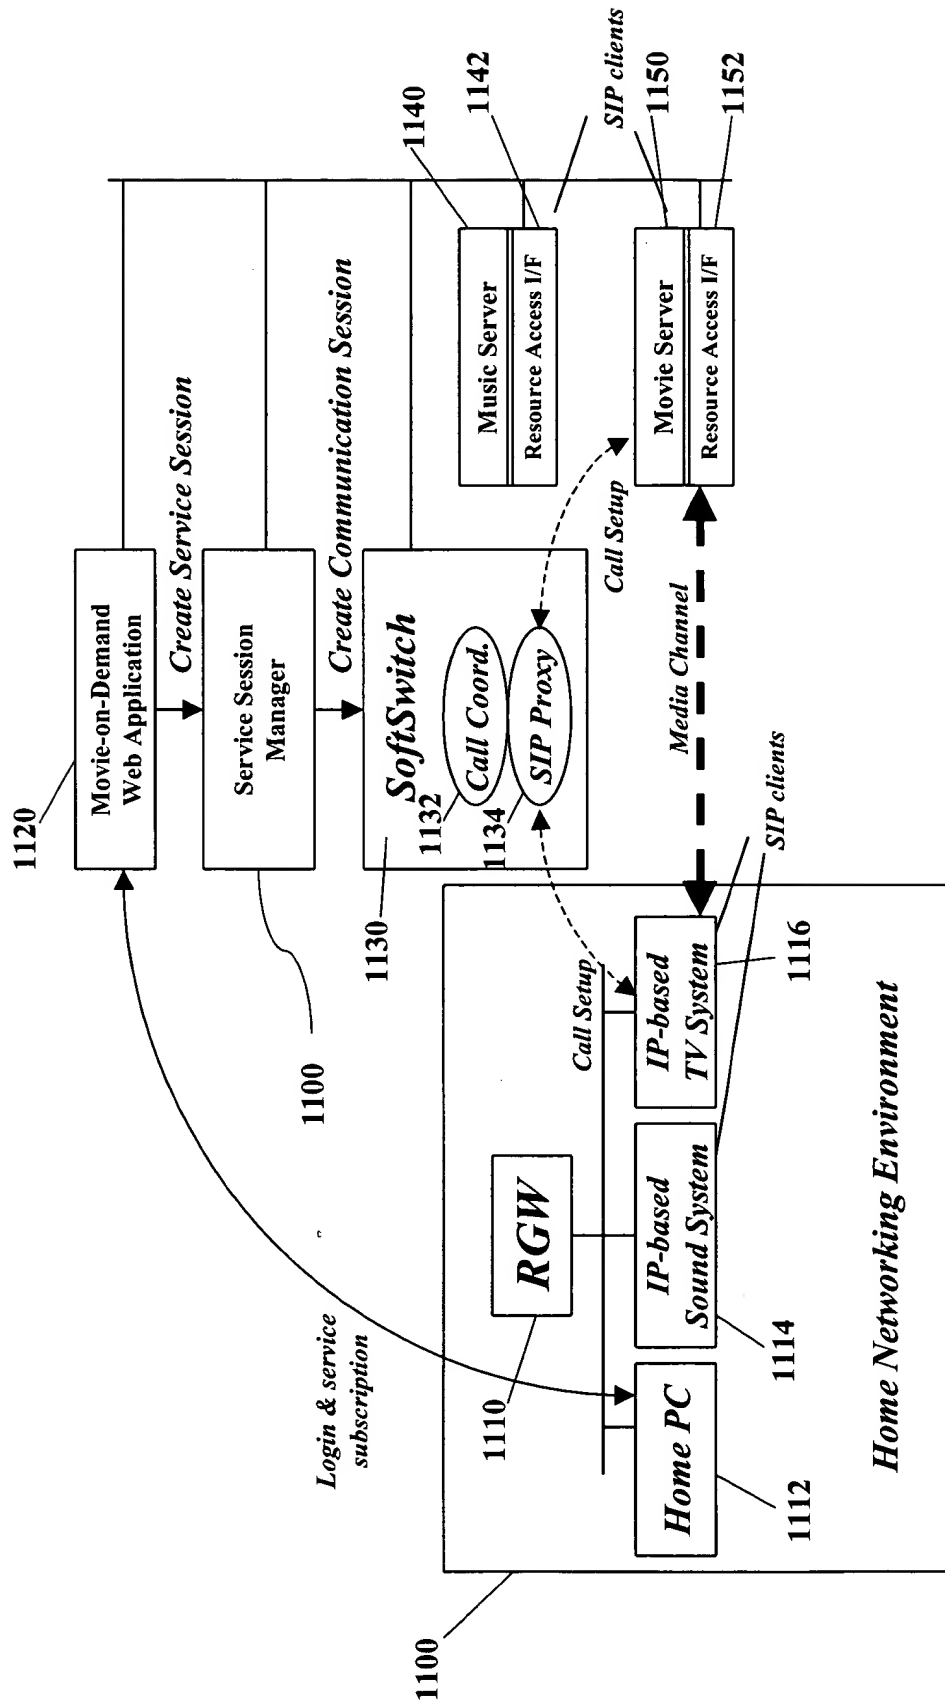 1120
Movie-on-Demand
Web Application
Create Service Session
Service Session
Manager
1100
Create Communication Session
1130
SoftSwitch
1132
Call Coord.
1134
SIP Proxy
1140
Music Server
Resource Access I/F
1142
SIP clients
1150
Movie Server
Resource Access I/F
1152
Call Setup
Media Channel
Login & service
subscription
Call Setup
1110
RGW
Home PC
1112
IP-based
Sound System
1114
IP-based
TV System
1116
SIP clients
Home Networking Environment
1100